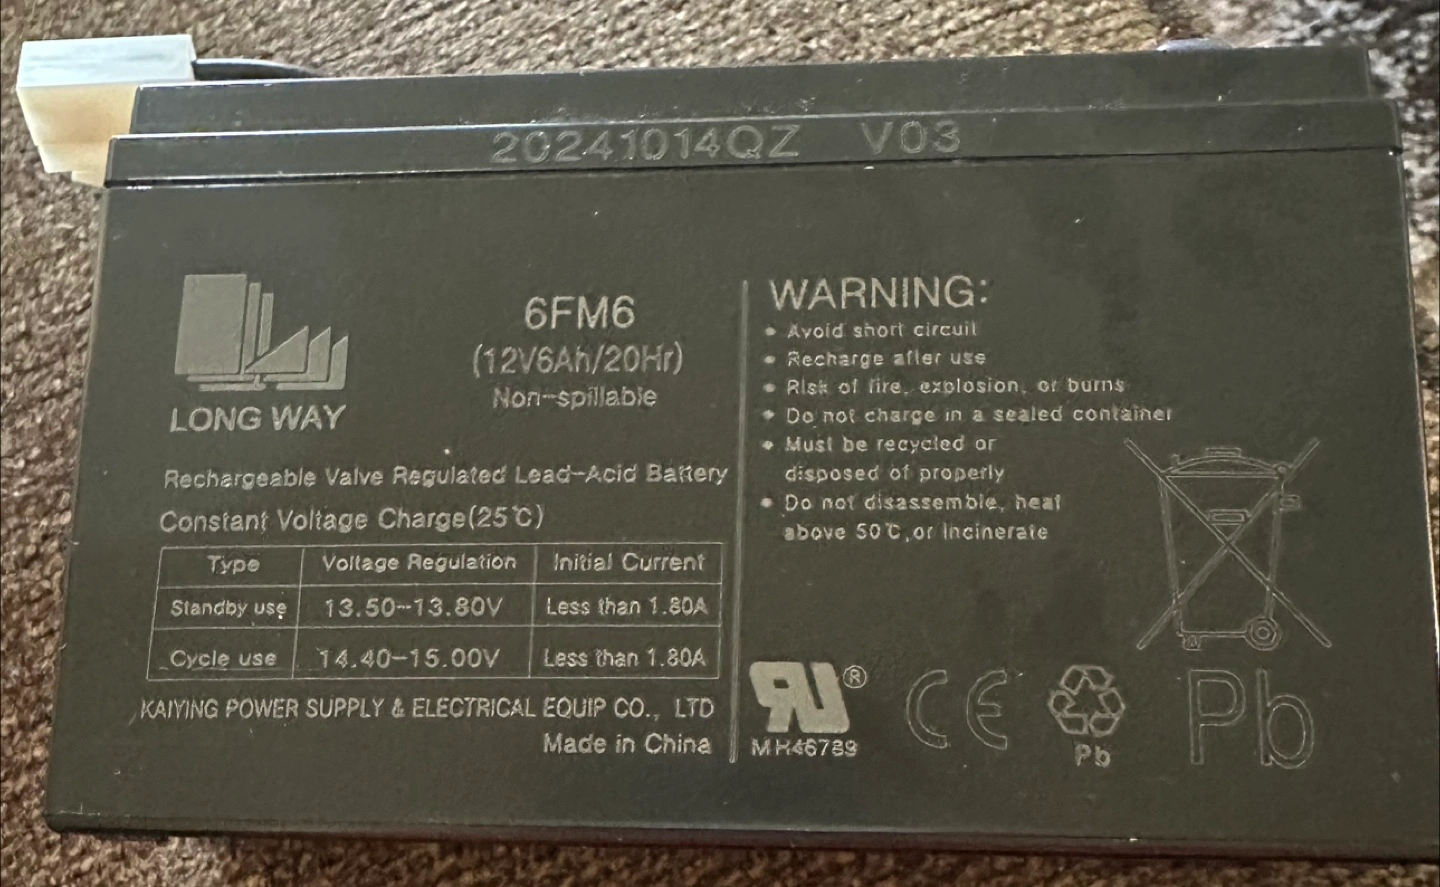 20241014QZ V03
LONG WAY
6FM6
(12V6Ah/20Hr)
Non-spillable
Rechargeable Valve Regulated Lead-Acid Battery
Constant Voltage Charge(25℃)
Type Voltage Regulation Initial Current
Standby use 13.50-13.80V Less than 1.80A
Cycle use 14.40-15.00V Less than 1.80A
KAIYING POWER SUPPLY & ELECTRICAL EQUIP CO., LTD
Made in China
WARNING:
• Avoid short circuit
• Recharge after use
• Risk of fire, explosion, or burns
• Do not charge in a sealed container
• Must be recycled or
disposed of properly
• Do not disassemble, heat
above 50℃,or incinerate
RU®
MH46789
CE
Pb
Pb